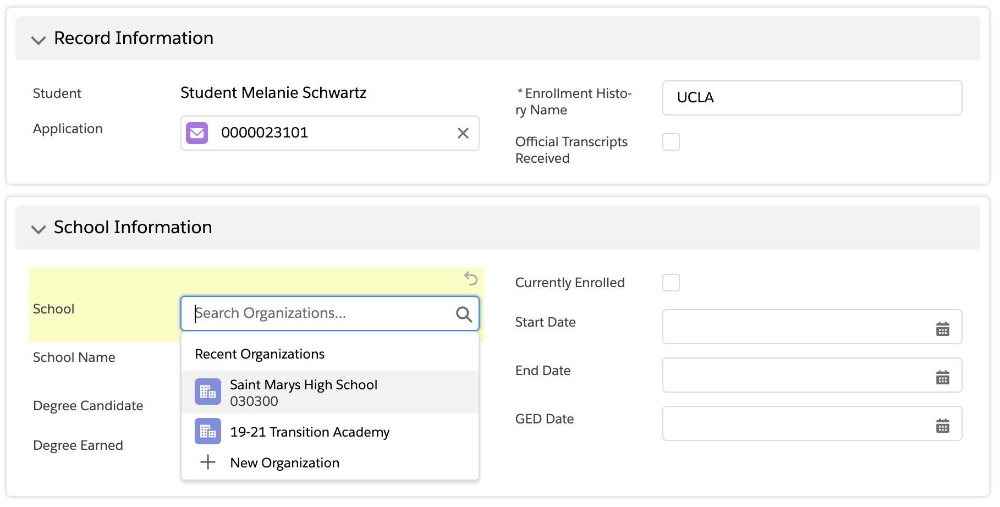 Record Information
Student
Student Melanie Schwartz
Application
0000023101
*Enrollment Histo-
ry Name
UCLA
Official Transcripts
Received
School Information
School
Search Organizations...
Recent Organizations
Saint Marys High School
030300
19-21 Transition Academy
New Organization
School Name
Degree Candidate
Degree Earned
Currently Enrolled
Start Date
End Date
GED Date